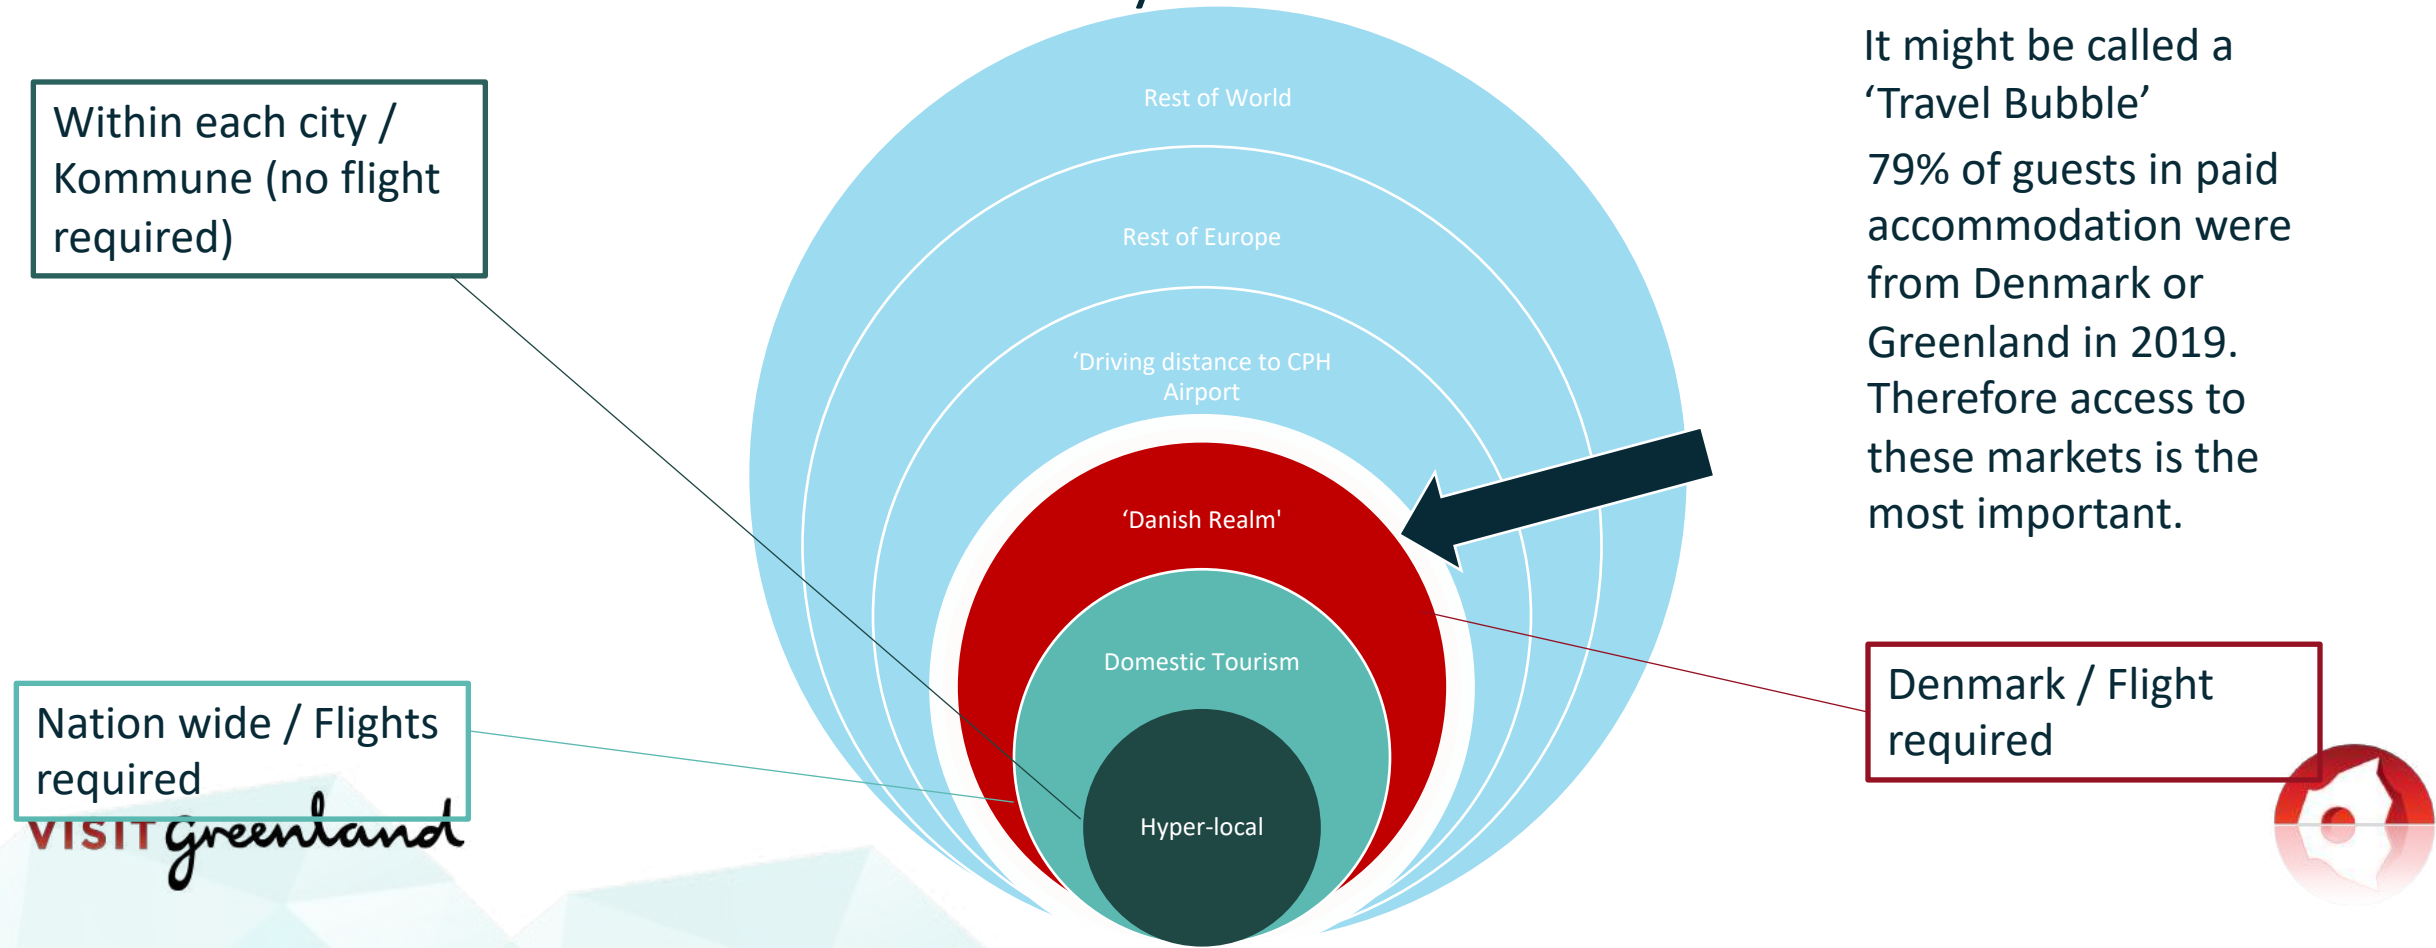 Within each city /
Kommune (no flight
required)
Rest of World
Rest of Europe
‘Driving distance to CPH
Airport
‘Danish Realm'
Domestic Tourism
Hyper-local
It might be called a
‘Travel Bubble’
79% of guests in paid
accommodation were
from Denmark or
Greenland in 2019.
Therefore access to
these markets is the
most important.
Nation wide / Flights
required
Denmark / Flight
required
VISIT Greenland